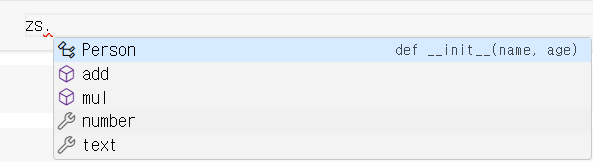 zs.
Person def __init__(name, age)
add
mul
number
text